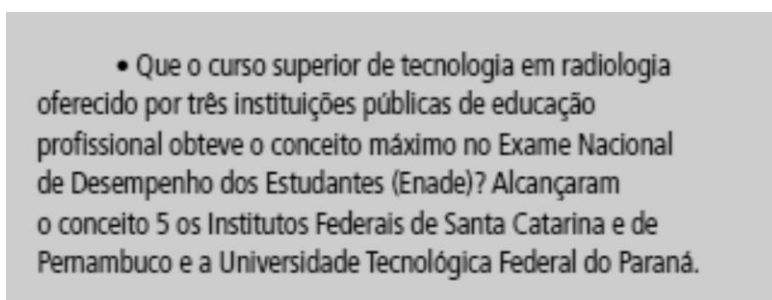 • Que o curso superior de tecnologia em radiologia
oferecido por três instituições públicas de educação
profissional obteve o conceito máximo no Exame Nacional
de Desempenho dos Estudantes (Enade)? Alcançaram
o conceito 5 os Institutos Federais de Santa Catarina e de
Pernambuco e a Universidade Tecnológica Federal do Paraná.